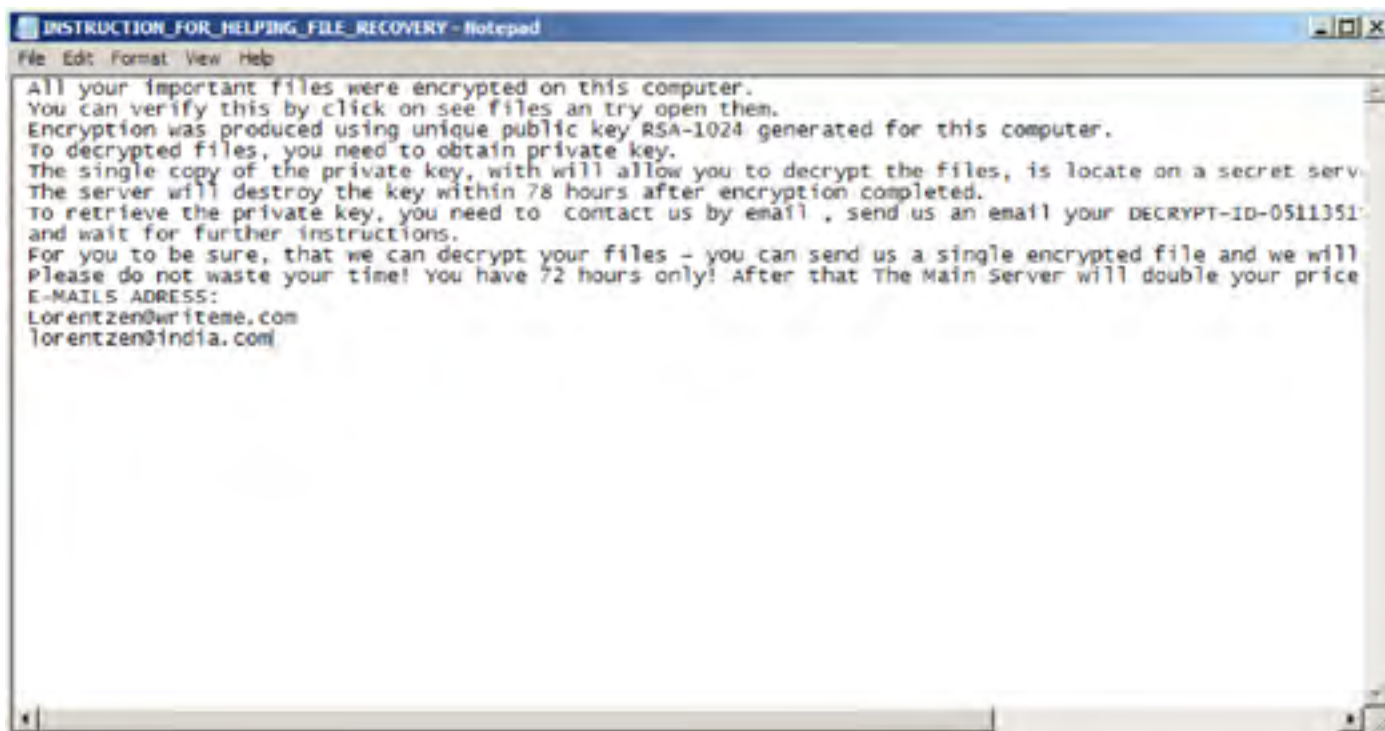 INSTRUCTION_FOR_HELPING_FILE_RECOVERY - Notepad
File Edit Format View Help
All your important files were encrypted on this computer.
You can verify this by click on see files an try open them.
Encryption was produced using unique public key RSA-1024 generated for this computer.
To decrypted files, you need to obtain private key.
The single copy of the private key, with will allow you to decrypt the files, is locate on a secret serv
The server will destroy the key within 78 hours after encryption completed.
To retrieve the private key, you need to  contact us by email , send us an email your DECRYPT-ID-0511351
and wait for further instructions.
For you to be sure, that we can decrypt your files - you can send us a single encrypted file and we will
Please do not waste your time! You have 72 hours only! After that The Main Server will double your price
E-MAILS ADRESS:
Lorentzen@writeme.com
lorentzen@india.com